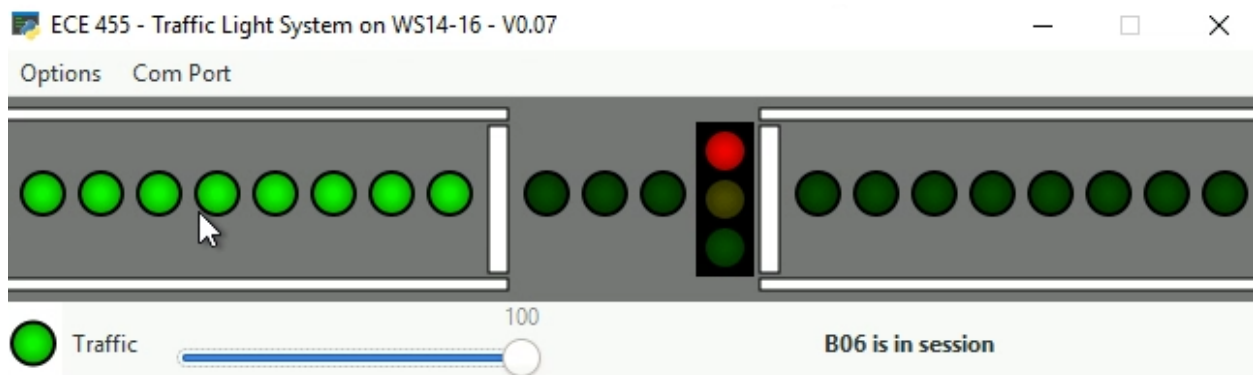 ECE 455 - Traffic Light System on WS14-16 - V0.07
Options Com Port
100
Traffic
B06 is in session